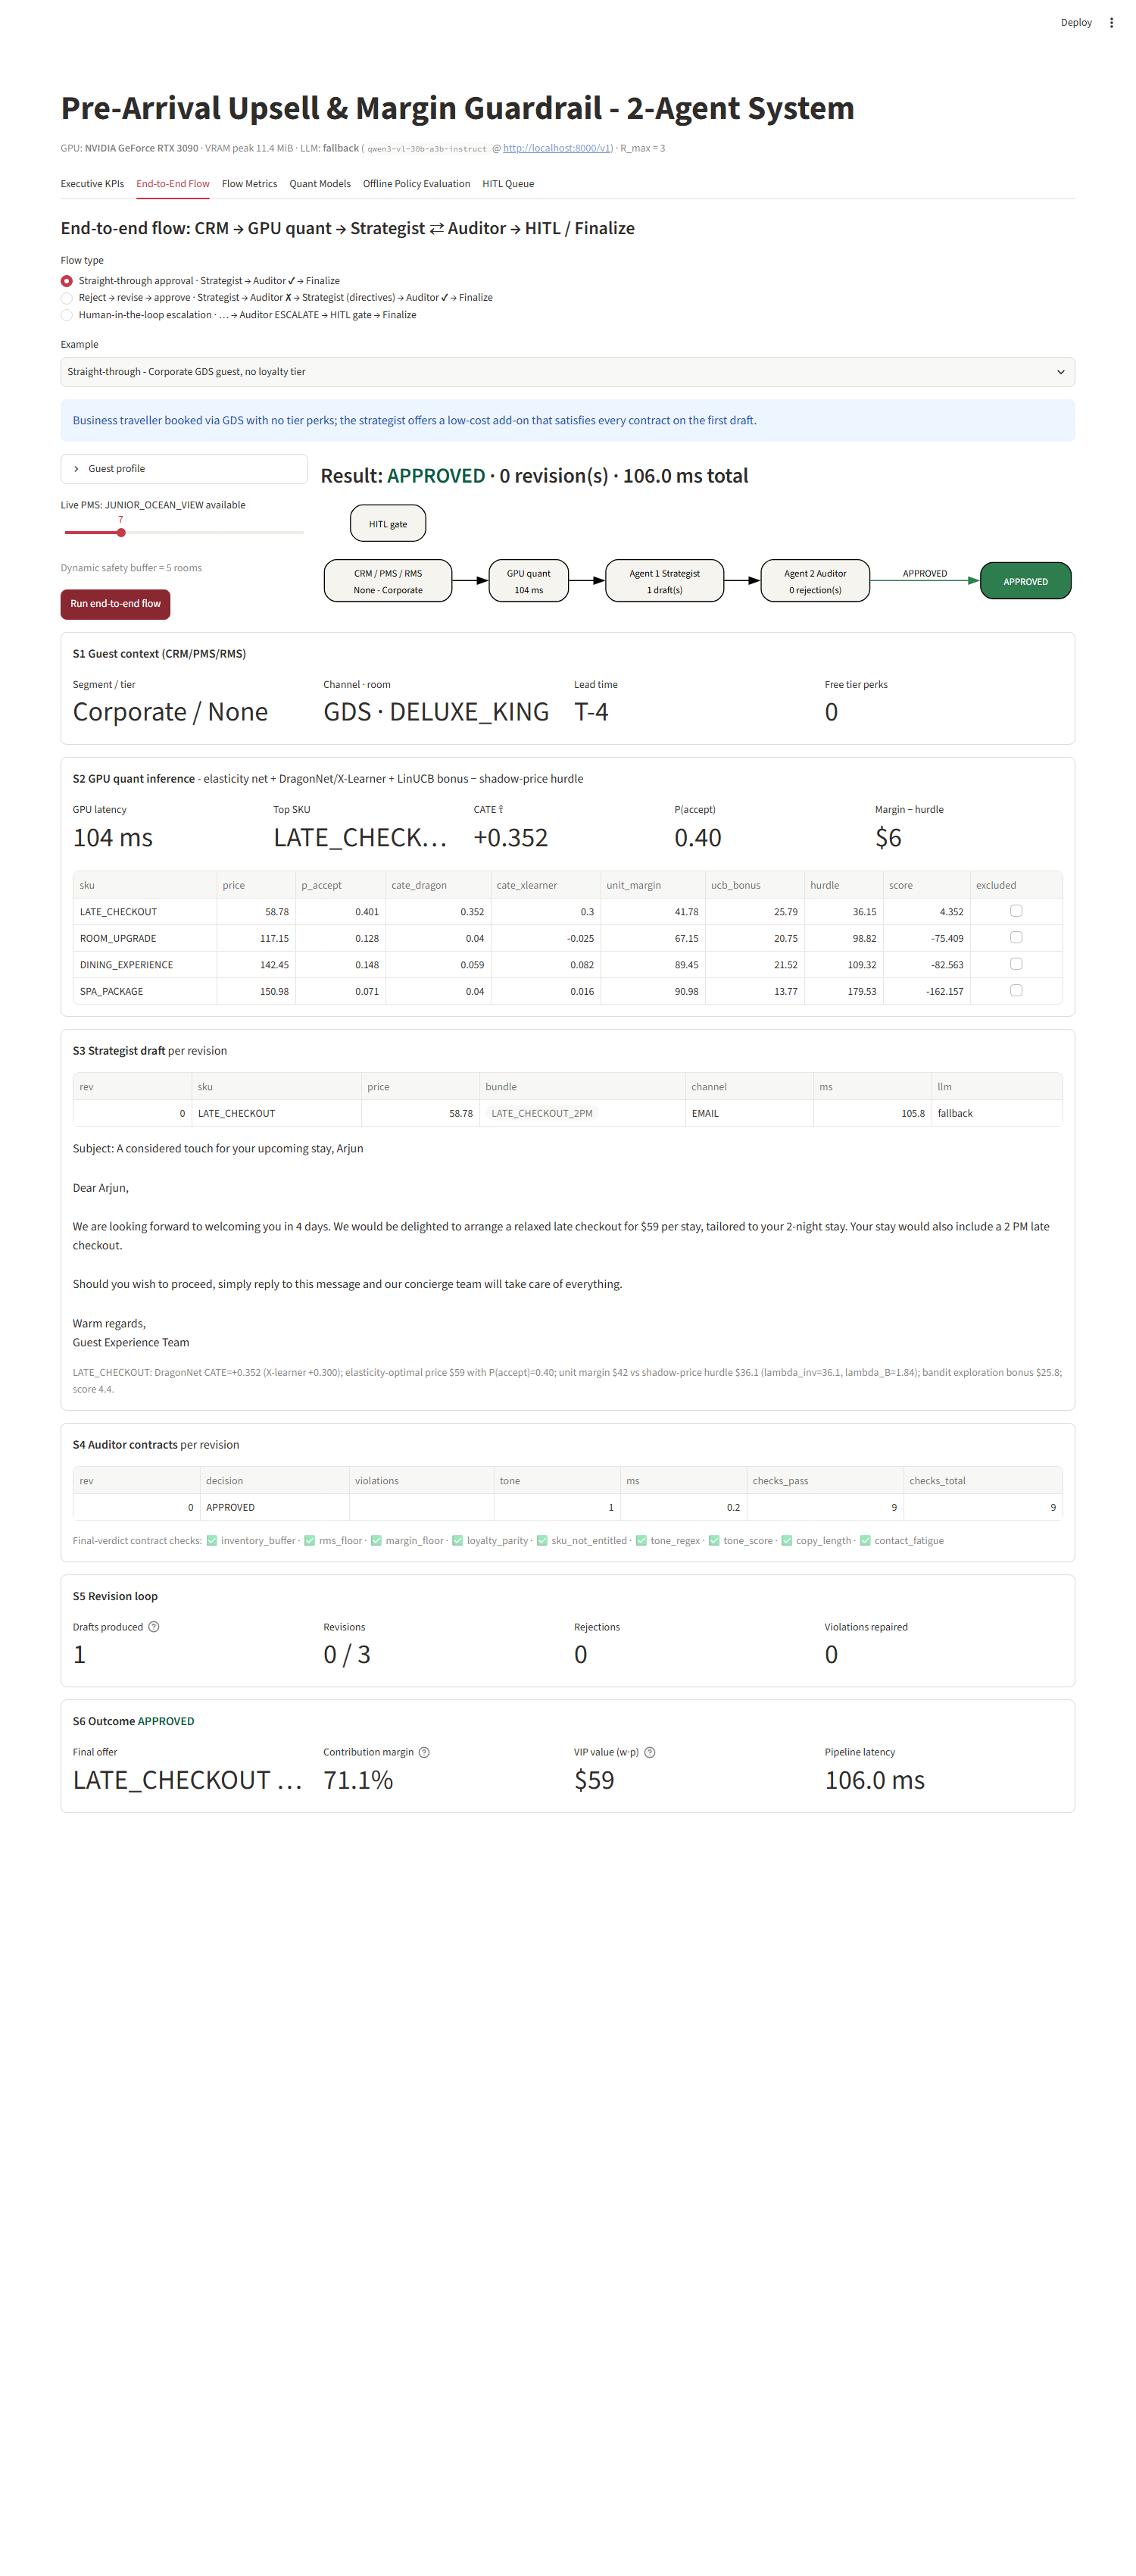 Deploy
Pre-Arrival Upsell & Margin Guardrail - 2-Agent System
GPU: NVIDIA GeForce RTX 3090 · VRAM peak 11.4 MiB · LLM: fallback ( qwen3-vl-30b-a3b-instruct @ http://localhost:8000/v1) · R_max = 3
Executive KPIs End-to-End Flow Flow Metrics Quant Models Offline Policy Evaluation HITL Queue
End-to-end flow: CRM → GPU quant → Strategist ⇄ Auditor → HITL / Finalize
Flow type
Straight-through approval · Strategist → Auditor ✓ → Finalize
Reject → revise → approve · Strategist → Auditor ✗ → Strategist (directives) → Auditor ✓ → Finalize
Human-in-the-loop escalation · … → Auditor ESCALATE → HITL gate → Finalize
Example
Straight-through - Corporate GDS guest, no loyalty tier
Business traveller booked via GDS with no tier perks; the strategist offers a low-cost add-on that satisfies every contract on the first draft.
Guest profile
Live PMS: JUNIOR_OCEAN_VIEW available
7
Dynamic safety buffer = 5 rooms
Run end-to-end flow
Result: APPROVED · 0 revision(s) · 106.0 ms total
HITL gate
CRM / PMS / RMS
None - Corporate
GPU quant
104 ms
Agent 1 Strategist
1 draft(s)
Agent 2 Auditor
0 rejection(s)
APPROVED
APPROVED
S1 Guest context (CRM/PMS/RMS)
Segment / tier Channel · room Lead time Free tier perks
Corporate / None GDS · DELUXE_KING T-4 0
S2 GPU quant inference - elasticity net + DragonNet/X-Learner + LinUCB bonus − shadow-price hurdle
GPU latency Top SKU CATE τ̂ P(accept) Margin − hurdle
104 ms LATE_CHECK… +0.352 0.40 $6
sku price p_accept cate_dragon cate_xlearner unit_margin ucb_bonus hurdle score excluded
LATE_CHECKOUT 58.78 0.401 0.352 0.3 41.78 25.79 36.15 4.352
ROOM_UPGRADE 117.15 0.128 0.04 -0.025 67.15 20.75 98.82 -75.409
DINING_EXPERIENCE 142.45 0.148 0.059 0.082 89.45 21.52 109.32 -82.563
SPA_PACKAGE 150.98 0.071 0.04 0.016 90.98 13.77 179.53 -162.157
S3 Strategist draft per revision
rev sku price bundle channel ms llm
0 LATE_CHECKOUT 58.78 LATE_CHECKOUT_2PM EMAIL 105.8 fallback
Subject: A considered touch for your upcoming stay, Arjun
Dear Arjun,
We are looking forward to welcoming you in 4 days. We would be delighted to arrange a relaxed late checkout for $59 per stay, tailored to your 2-night stay. Your stay would also include a 2 PM late
checkout.
Should you wish to proceed, simply reply to this message and our concierge team will take care of everything.
Warm regards,
Guest Experience Team
LATE_CHECKOUT: DragonNet CATE=+0.352 (X-learner +0.300); elasticity-optimal price $59 with P(accept)=0.40; unit margin $42 vs shadow-price hurdle $36.1 (lambda_inv=36.1, lambda_B=1.84); bandit exploration bonus $25.8;
score 4.4.
S4 Auditor contracts per revision
rev decision violations tone ms checks_pass checks_total
0 APPROVED 1 0.2 9 9
Final-verdict contract checks: ✅ inventory_buffer · ✅ rms_floor · ✅ margin_floor · ✅ loyalty_parity · ✅ sku_not_entitled · ✅ tone_regex · ✅ tone_score · ✅ copy_length · ✅ contact_fatigue
S5 Revision loop
Drafts produced Revisions Rejections Violations repaired
1 0 / 3 0 0
S6 Outcome APPROVED
Final offer Contribution margin VIP value (w·p) Pipeline latency
LATE_CHECKOUT … 71.1% $59 106.0 ms